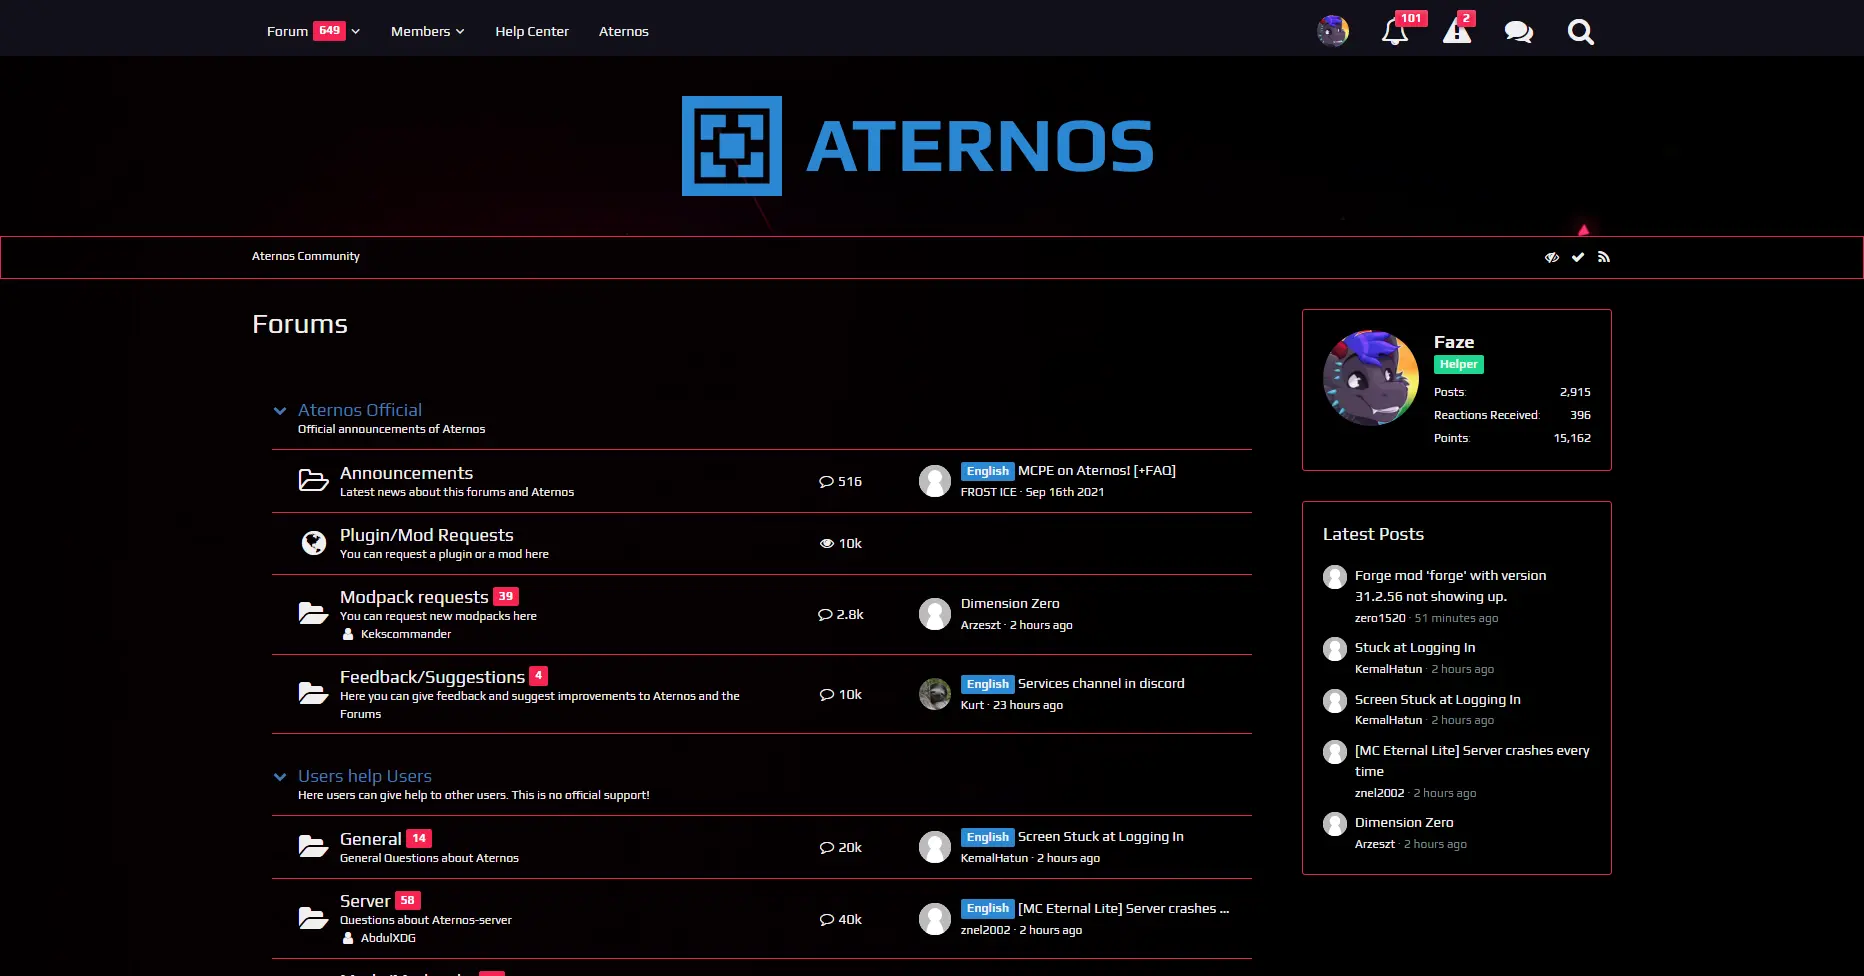 Forum 649
Members
Help Center
Aternos
101
2
ATERNOS
Aternos Community
Forums
Aternos Official
Official announcements of Aternos
Announcements
Latest news about this forums and Aternos
516
English MCPE on Aternos! [+FAQ]
FROST ICE · Sep 16th 2021
Plugin/Mod Requests
You can request a plugin or a mod here
10k
Modpack requests 39
You can request new modpacks here
Kekscommander
2.8k
Dimension Zero
Arzeszt · 2 hours ago
Feedback/Suggestions 4
Here you can give feedback and suggest improvements to Aternos and the
Forums
10k
English Services channel in discord
Kurt · 23 hours ago
Users help Users
Here users can give help to other users. This is no official support!
General 14
General Questions about Aternos
20k
English Screen Stuck at Logging In
KemalHatun · 2 hours ago
Server 58
Questions about Aternos-server
AbdulXDG
40k
English [MC Eternal Lite] Server crashes ...
znel2002 · 2 hours ago
Faze
Helper
Posts: 2,915
Reactions Received: 396
Points: 15,162
Latest Posts
Forge mod 'forge' with version
31.2.56 not showing up.
zero1520 · 51 minutes ago
Stuck at Logging In
KemalHatun · 2 hours ago
Screen Stuck at Logging In
KemalHatun · 2 hours ago
[MC Eternal Lite] Server crashes every
time
znel2002 · 2 hours ago
Dimension Zero
Arzeszt · 2 hours ago